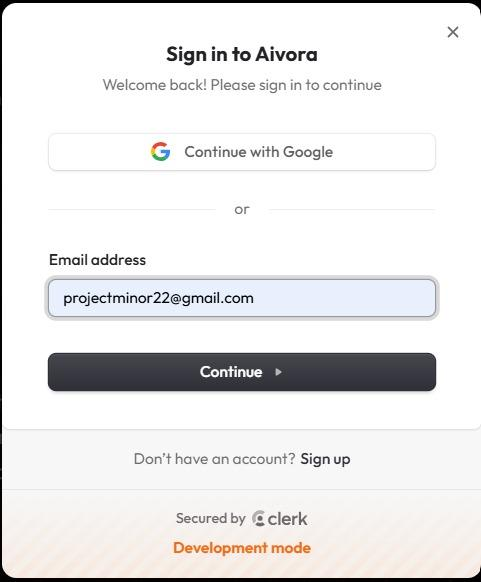 Sign in to Aivora
Welcome back! Please sign in to continue
Continue with Google
or
Email address
projectminor22@gmail.com
Continue
Don't have an account? Sign up
Secured by clerk
Development mode